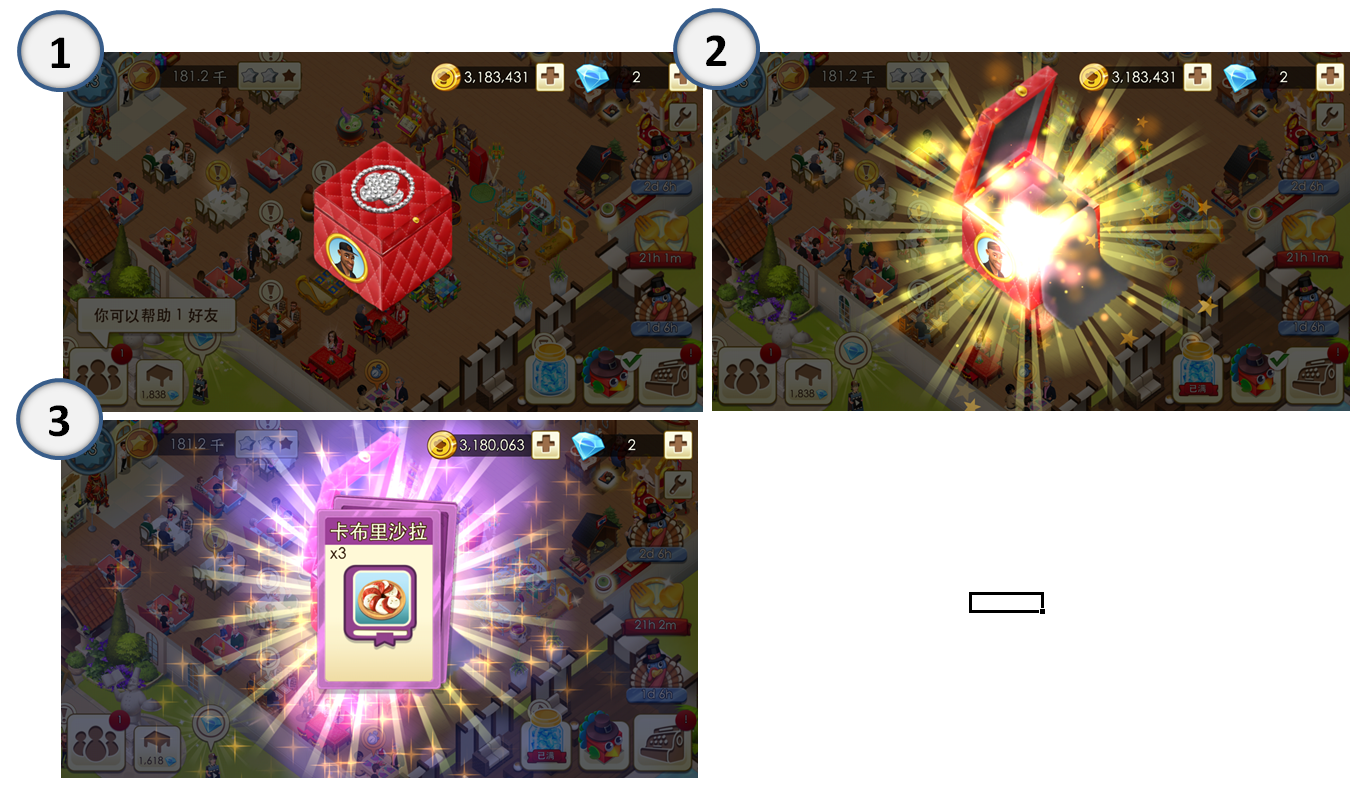 1
181.2 千
3,183,431
2
2d 6h
21h 1m
你可以帮助 1 好友
1d 6h
!
!
1,838
2
181.2 千
3,183,431
2
2d 6h
21h 1m
1d 6h
!
!
1,838
已满
3
181.2 千
3,180,063
2
卡布里沙拉
x3
2d 6h
21h 2m
1d 6h
1
!
1,618
已满